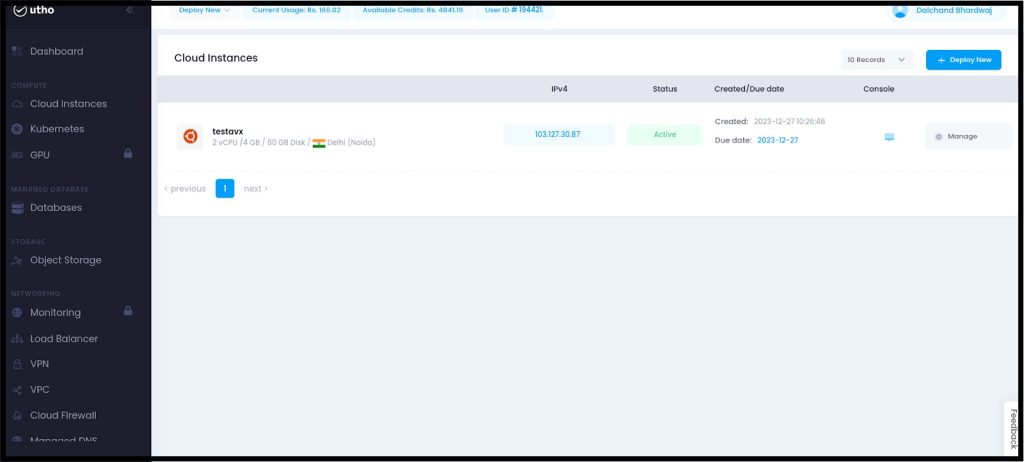 utho
Deploy New
Current Usage: Rs. 156.02
Available Credits: Rs. 4841.19
User ID # 194421.
Dalchand Bhardwaj
Dashboard
COMPUTE
Cloud Instances
Kubernetes
GPU
MANAGED DATABASE
Databases
STORAGE
Object Storage
NETWORKING
Monitoring
Load Balancer
VPN
VPC
Cloud Firewall
Managed DNS
Cloud Instances
10 Records
+ Deploy New
IPv4 Status Created/Due date Console
testavx
2 vCPU /4 GB / 80 GB Disk / Delhi (Noida)
103.127.30.87
Active
Created: 2023-12-27 10:26:46
Due date: 2023-12-27
Manage
< previous 1 next >
Feedback